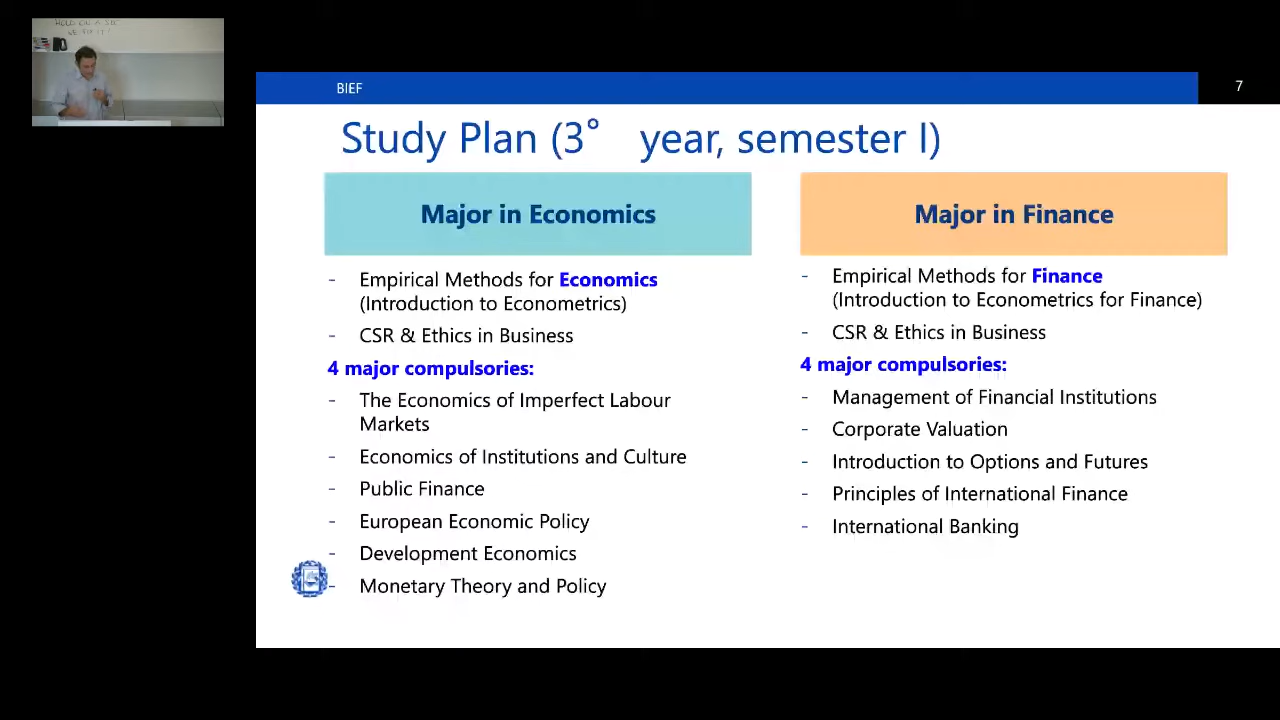 HOLD ON A SEC
BIEF
7
Study Plan (3° year, semester I)
Major in Economics
- Empirical Methods for Economics
(Introduction to Econometrics)
- CSR & Ethics in Business
4 major compulsories:
- The Economics of Imperfect Labour
Markets
- Economics of Institutions and Culture
- Public Finance
- European Economic Policy
- Development Economics
- Monetary Theory and Policy
Major in Finance
- Empirical Methods for Finance
(Introduction to Econometrics for Finance)
- CSR & Ethics in Business
4 major compulsories:
- Management of Financial Institutions
- Corporate Valuation
- Introduction to Options and Futures
- Principles of International Finance
- International Banking